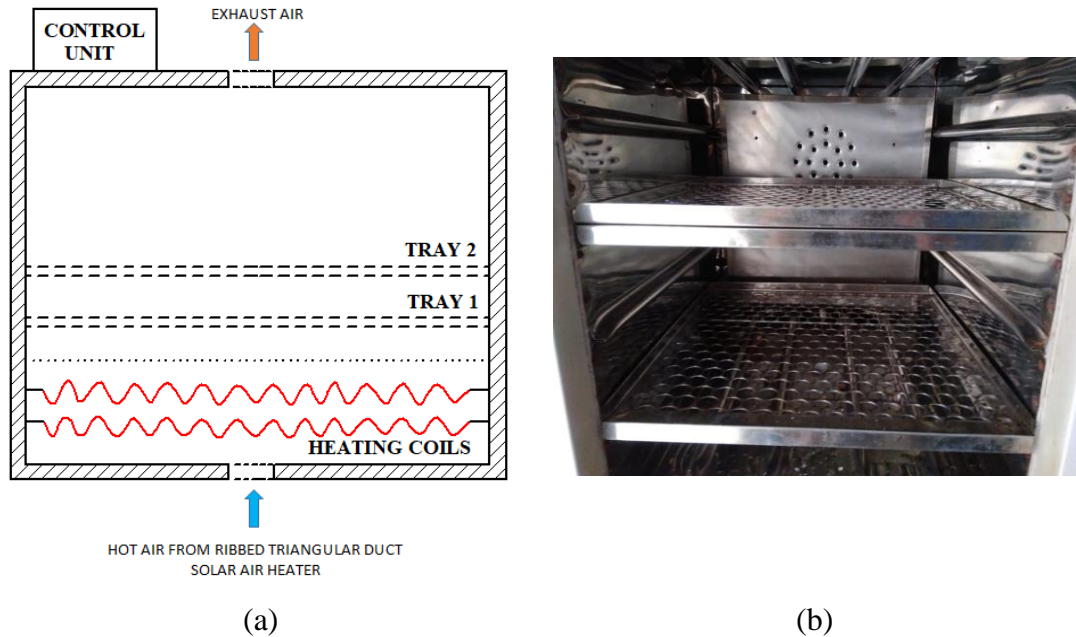 EXHAUST AIR
CONTROL
UNIT
TRAY 2
TRAY 1
HEATING COILS
HOT AIR FROM RIBBED TRIANGULAR DUCT
SOLAR AIR HEATER
(a)
(b)